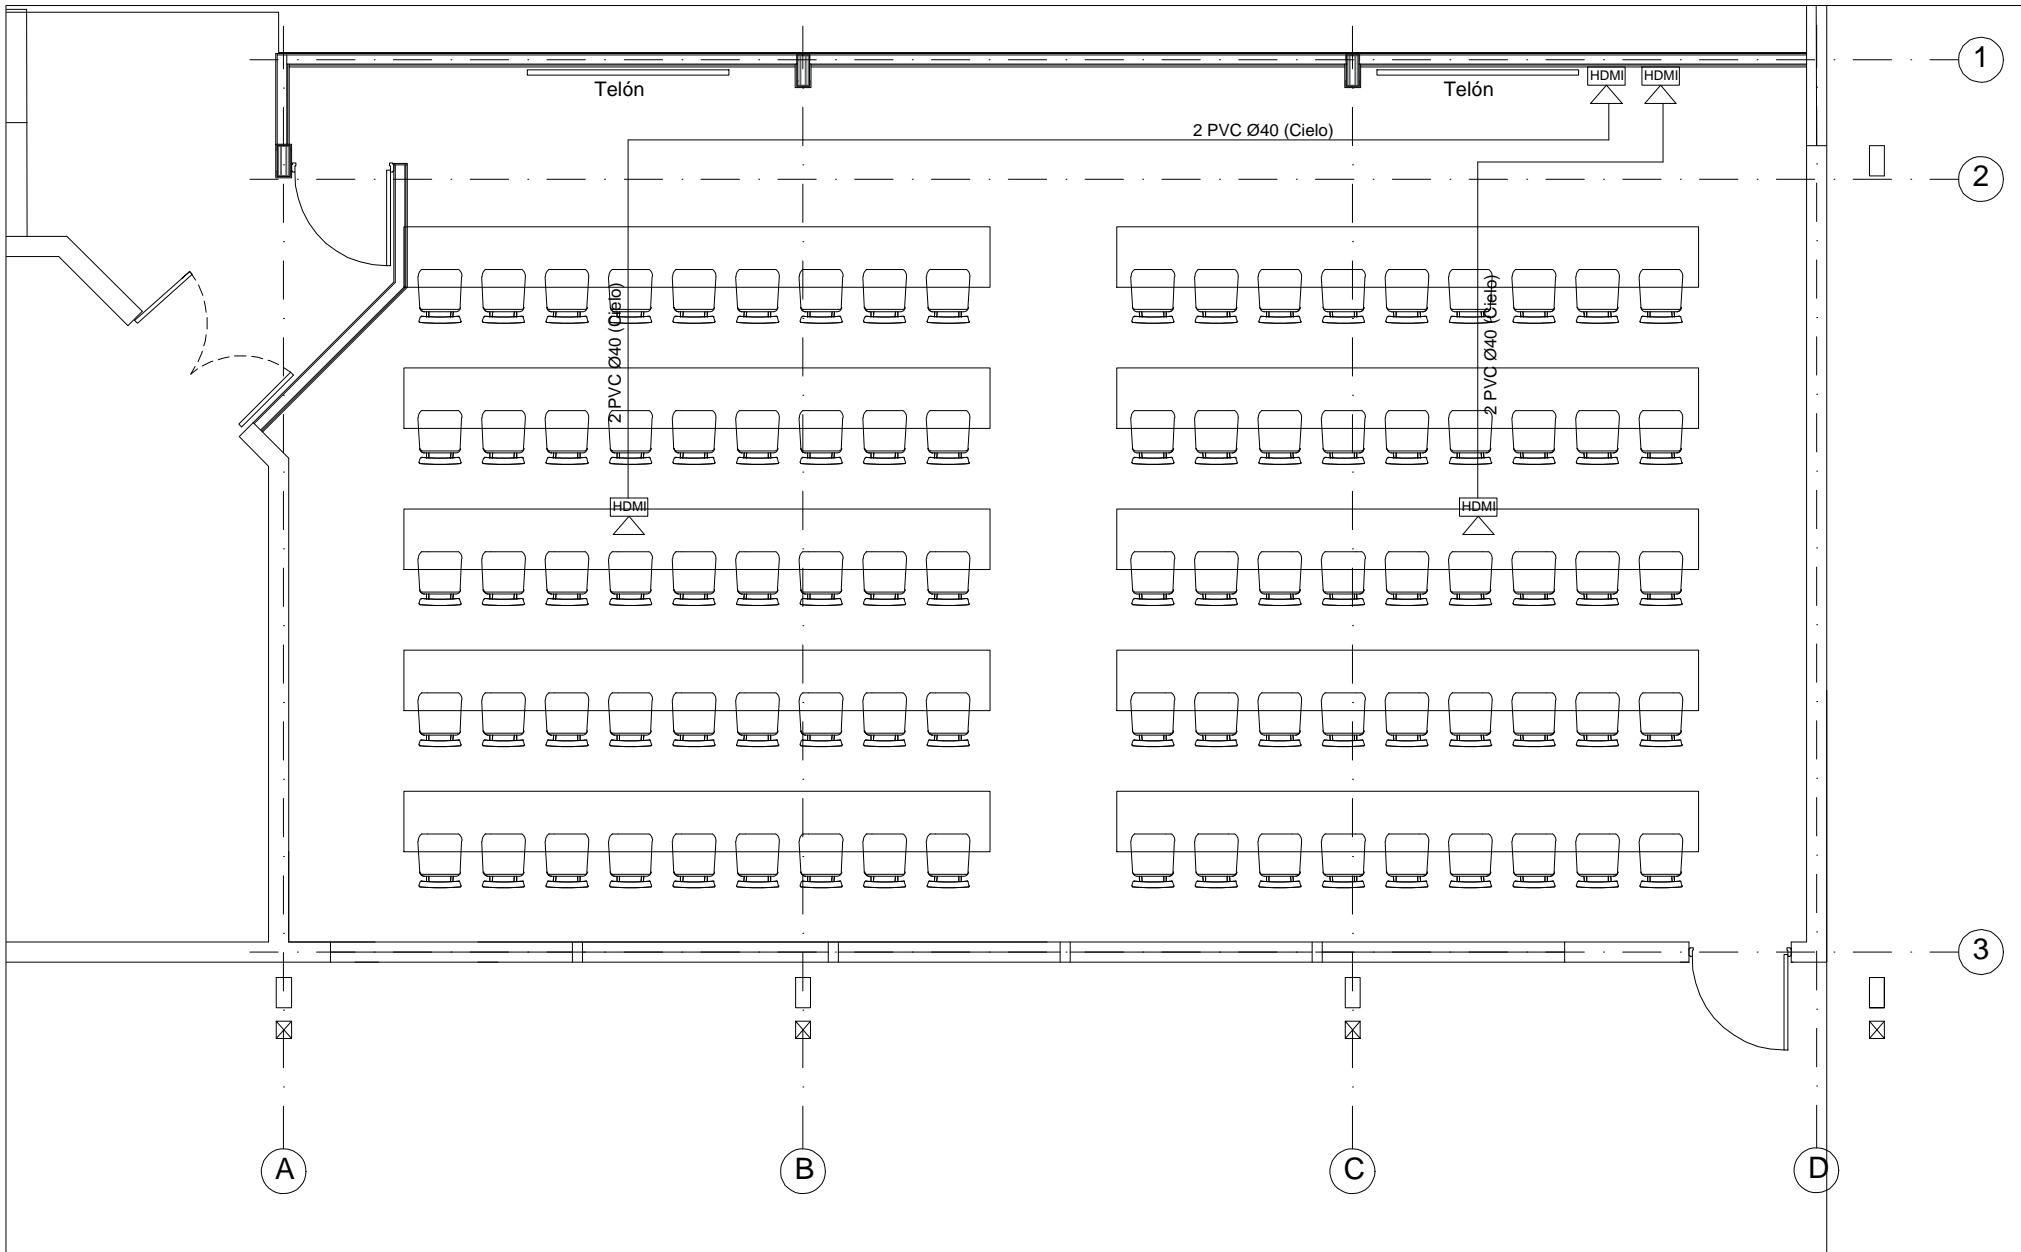 1
Telón
Telón
HDMI
HDMI
2 PVC Ø40 (Cielo)
2
2 PVC Ø40 (Cielo)
2 PVC Ø40 (Cielo)
HDMI
HDMI
3
A
B
C
D